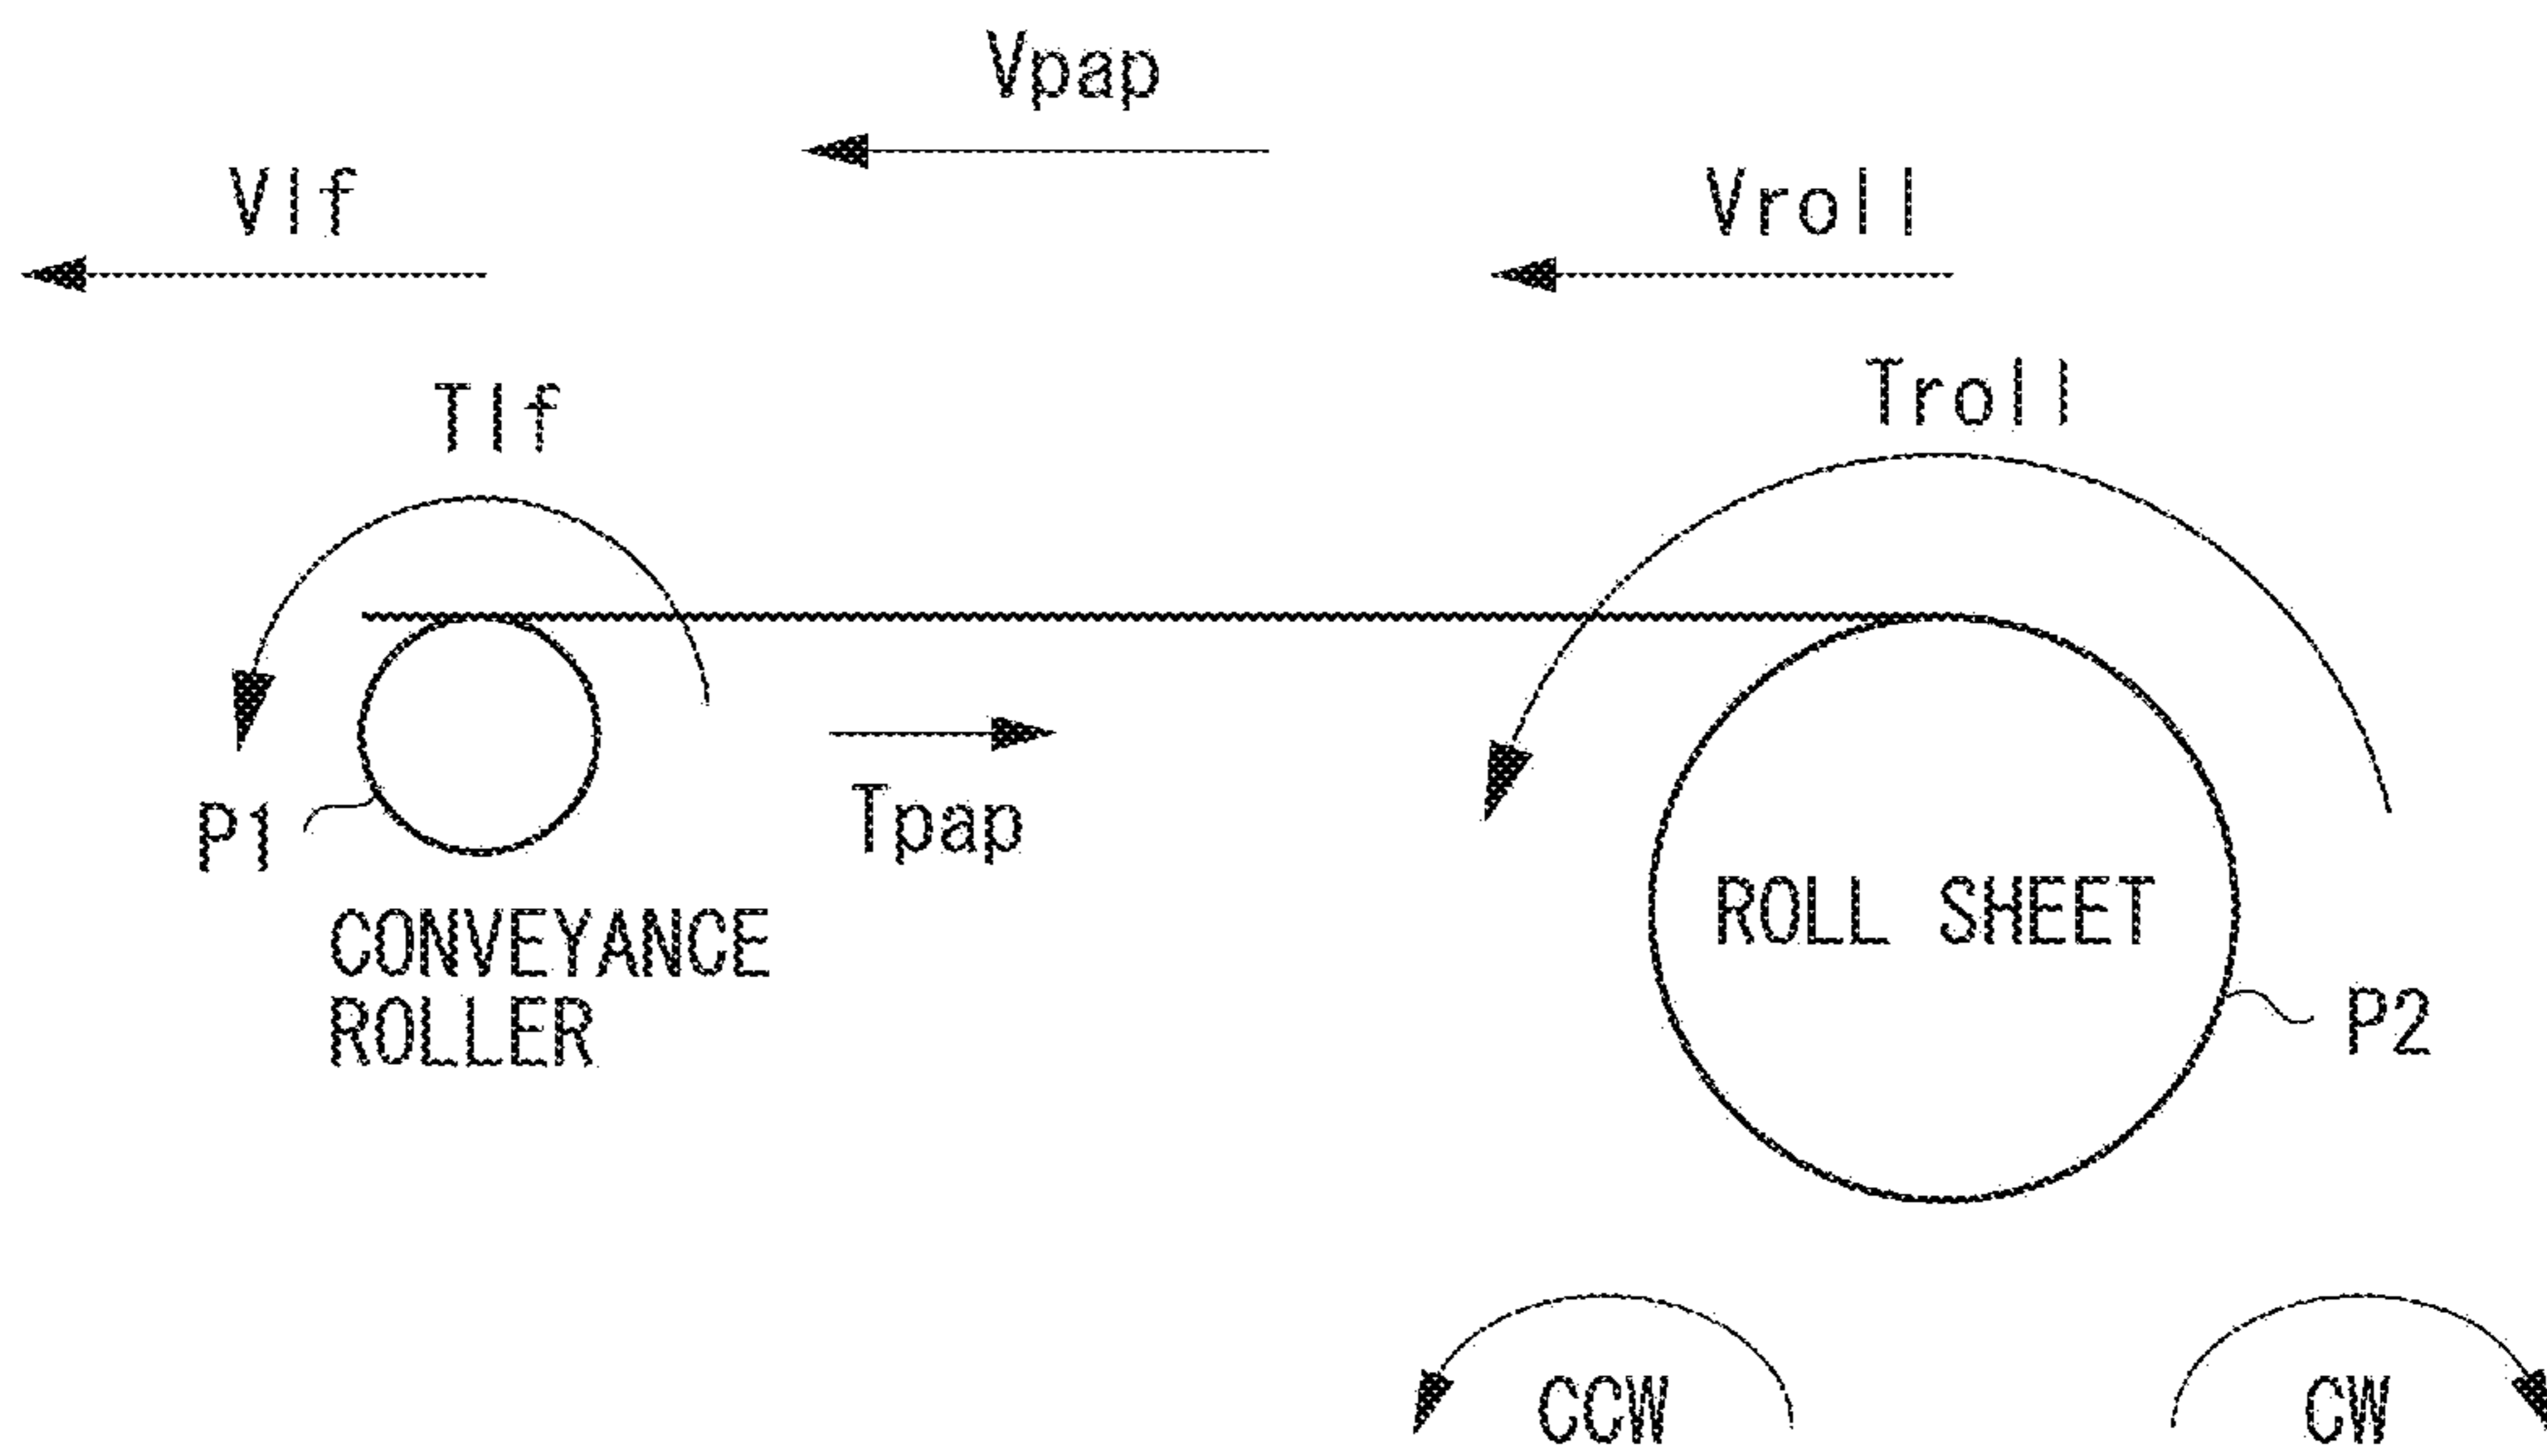 Vpap
Vlf
Vroll
Tlf
Troll
P1
Tpap
CONVEYANCE
ROLLER
ROLL SHEET
P2
CCW
CW